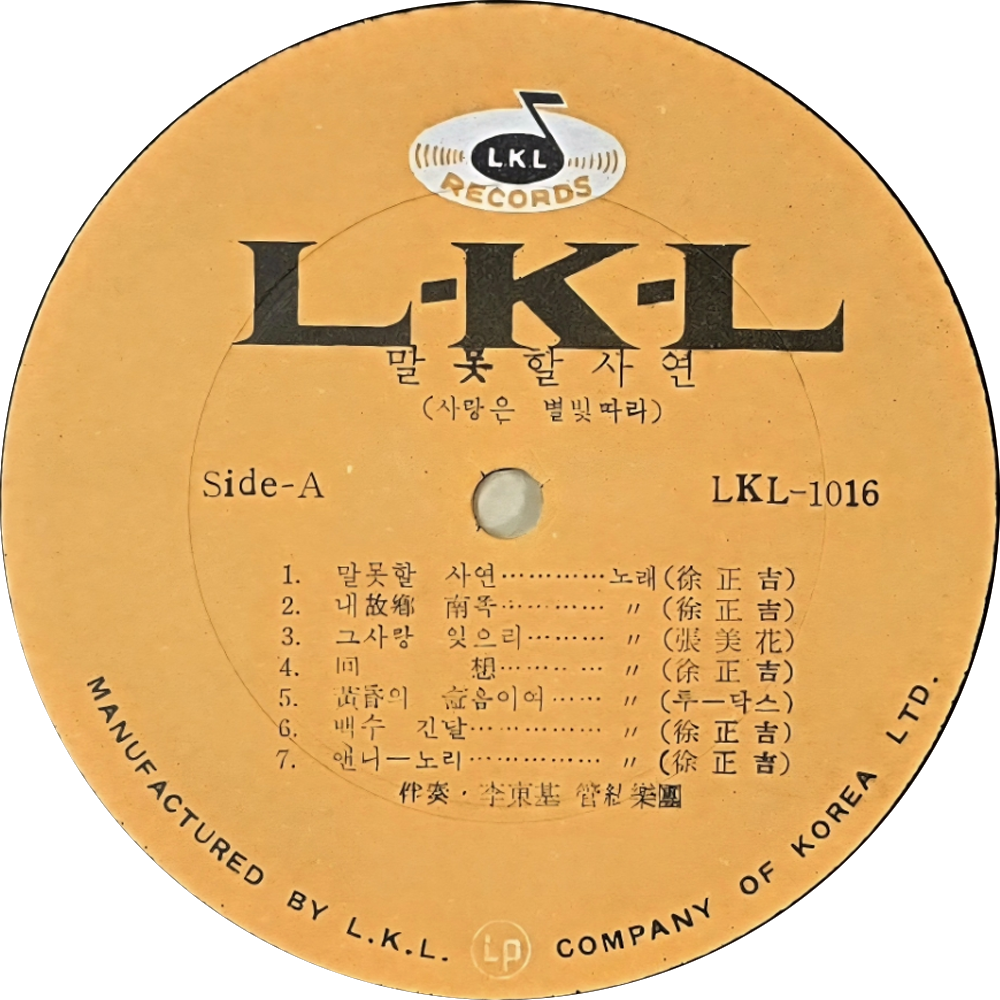 L.K.L
RECORDS
L-K-L
말 못 할 사 연
(사랑은 별빛따라)
Side-A LKL-1016
1. 말못할 사연…………노래(徐 正 吉)
2. 내故鄕 南쪽………… 〃 (徐 正 吉)
3. 그사랑 잊으리……… 〃 (張 美 花)
4. 回 想……… 〃 (徐 正 吉)
5. 黃昏의 음이여…… 〃 (투—닥스)
6. 백수 긴달…………… 〃 (徐 正 吉)
7. 앤니—노리…………… 〃 (徐 正 吉)
伴奏・李東基 管絃樂團
MANUFACTURED BY L.K.L. COMPANY OF KOREA LTD.
Lp